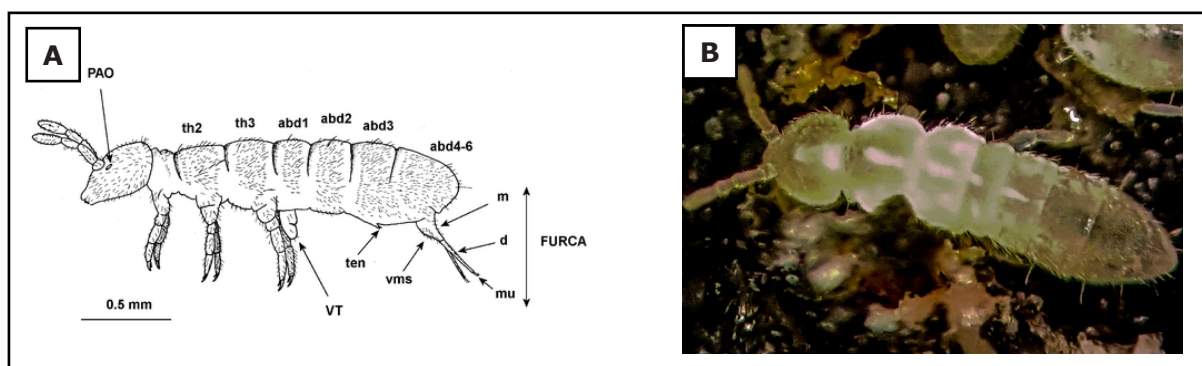 A
PAO
th2
th3
abd1
abd2
abd3
abd4-6
m
d
FURCA
mu
vms
ten
VT
0.5 mm
B